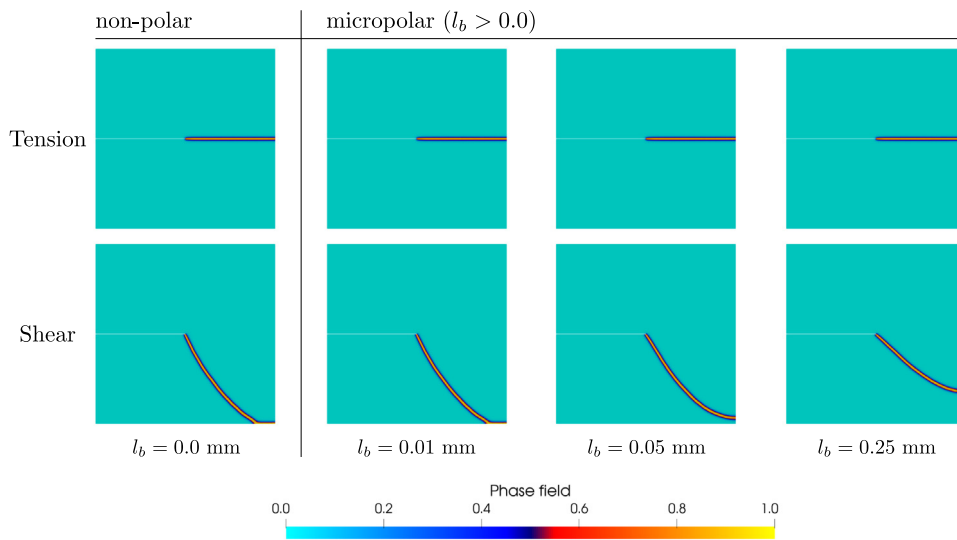 non-polar micropolar (l_b > 0.0)
Tension
Shear
l_b = 0.0 mm l_b = 0.01 mm l_b = 0.05 mm l_b = 0.25 mm
Phase field
0.0 0.2 0.4 0.6 0.8 1.0